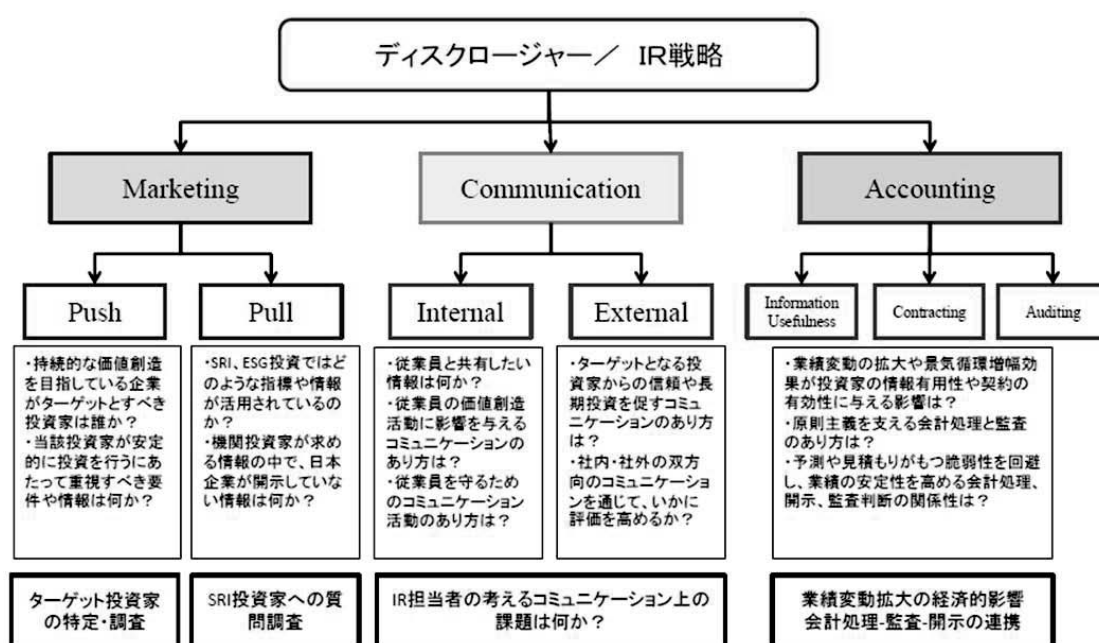 ディスクロージャー／ IR戦略
Marketing
Communication
Accounting
Push
Pull
Internal
External
Information
Usefulness
Contracting
Auditing
・持続的な価値創造
を目指している企業
がターゲットとすべき
投資家は誰か？
・当該投資家が安定
的に投資を行うにあ
たって重視すべき要
件や情報は何か？
・SRI、ESG投資ではど
のような指標や情報
が活用されているの
か？
・機関投資家が求め
る情報の中で、日本
企業が開示していな
い情報は何か？
・従業員と共有したい
情報は何か？
・従業員の価値創造
活動に影響を与える
コミュニケーションの
あり方は？
・従業員を守るため
のコミュニケーション
活動のあり方は？
・ターゲットとなる投
資家からの信頼や長
期投資を促すコミュ
ニケーションのあり方
は？
・社内・社外の双方
向のコミュニケーショ
ンを通じて、いかに
評価を高めるか？
・業績変動の拡大や景気循環増幅効
果が投資家の情報有用性や契約の
有効性に与える影響は？
・原則主義を支える会計処理と監査
のあり方は？
・予測や見積もりがもつ脆弱性を回避
し、業績の安定性を高める会計処理、
開示、監査判断の関係性は？
ターゲット投資家
の特定・調査
SRI投資家への質
問調査
IR担当者の考えるコミュニケーション上の
課題は何か？
業績変動拡大の経済的影響
会計処理-監査-開示の連携